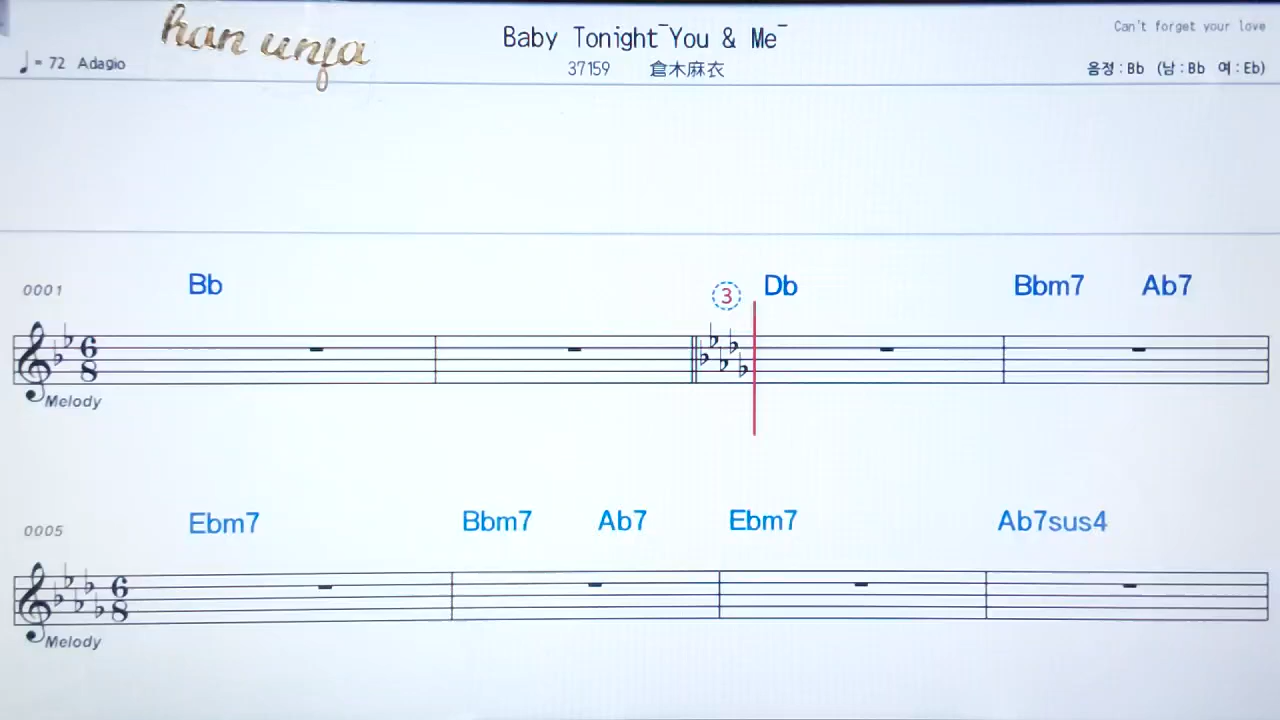 han unja
Baby Tonight~You & Me~
Can't forget your love
♩= 72 Adagio
37159 倉木麻衣
음정:Bb (남:Bb 여:Eb)
0001 Bb ③ Db Bbm7 Ab7
6
8
Melody
0005 Ebm7 Bbm7 Ab7 Ebm7 Ab7sus4
6
8
Melody